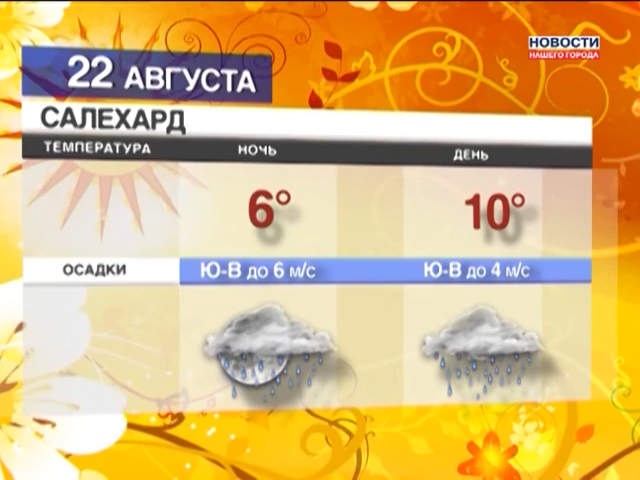 НОВОСТИ
НАШЕГО ГОРОДА
22 АВГУСТА
САЛЕХАРД
ТЕМПЕРАТУРА НОЧЬ ДЕНЬ
6° 10°
ОСАДКИ Ю-В ДО 6 М/С Ю-В ДО 4 М/С